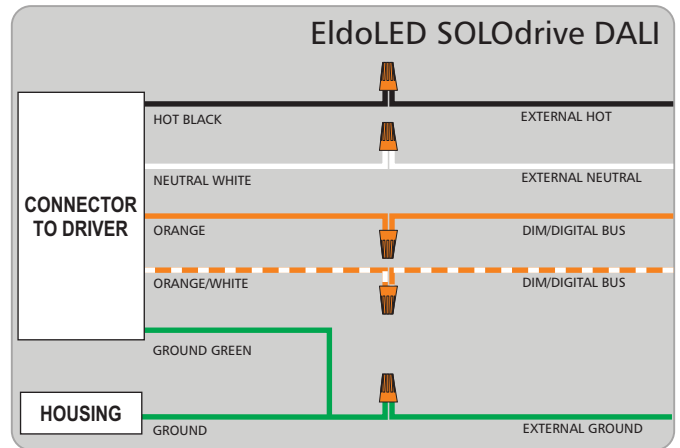 EldoLED SOLOdrive DALI
HOT BLACK
EXTERNAL HOT
NEUTRAL WHITE
EXTERNAL NEUTRAL
CONNECTOR
TO DRIVER
ORANGE
DIM/DIGITAL BUS
ORANGE/WHITE
DIM/DIGITAL BUS
GROUND GREEN
HOUSING
GROUND
EXTERNAL GROUND